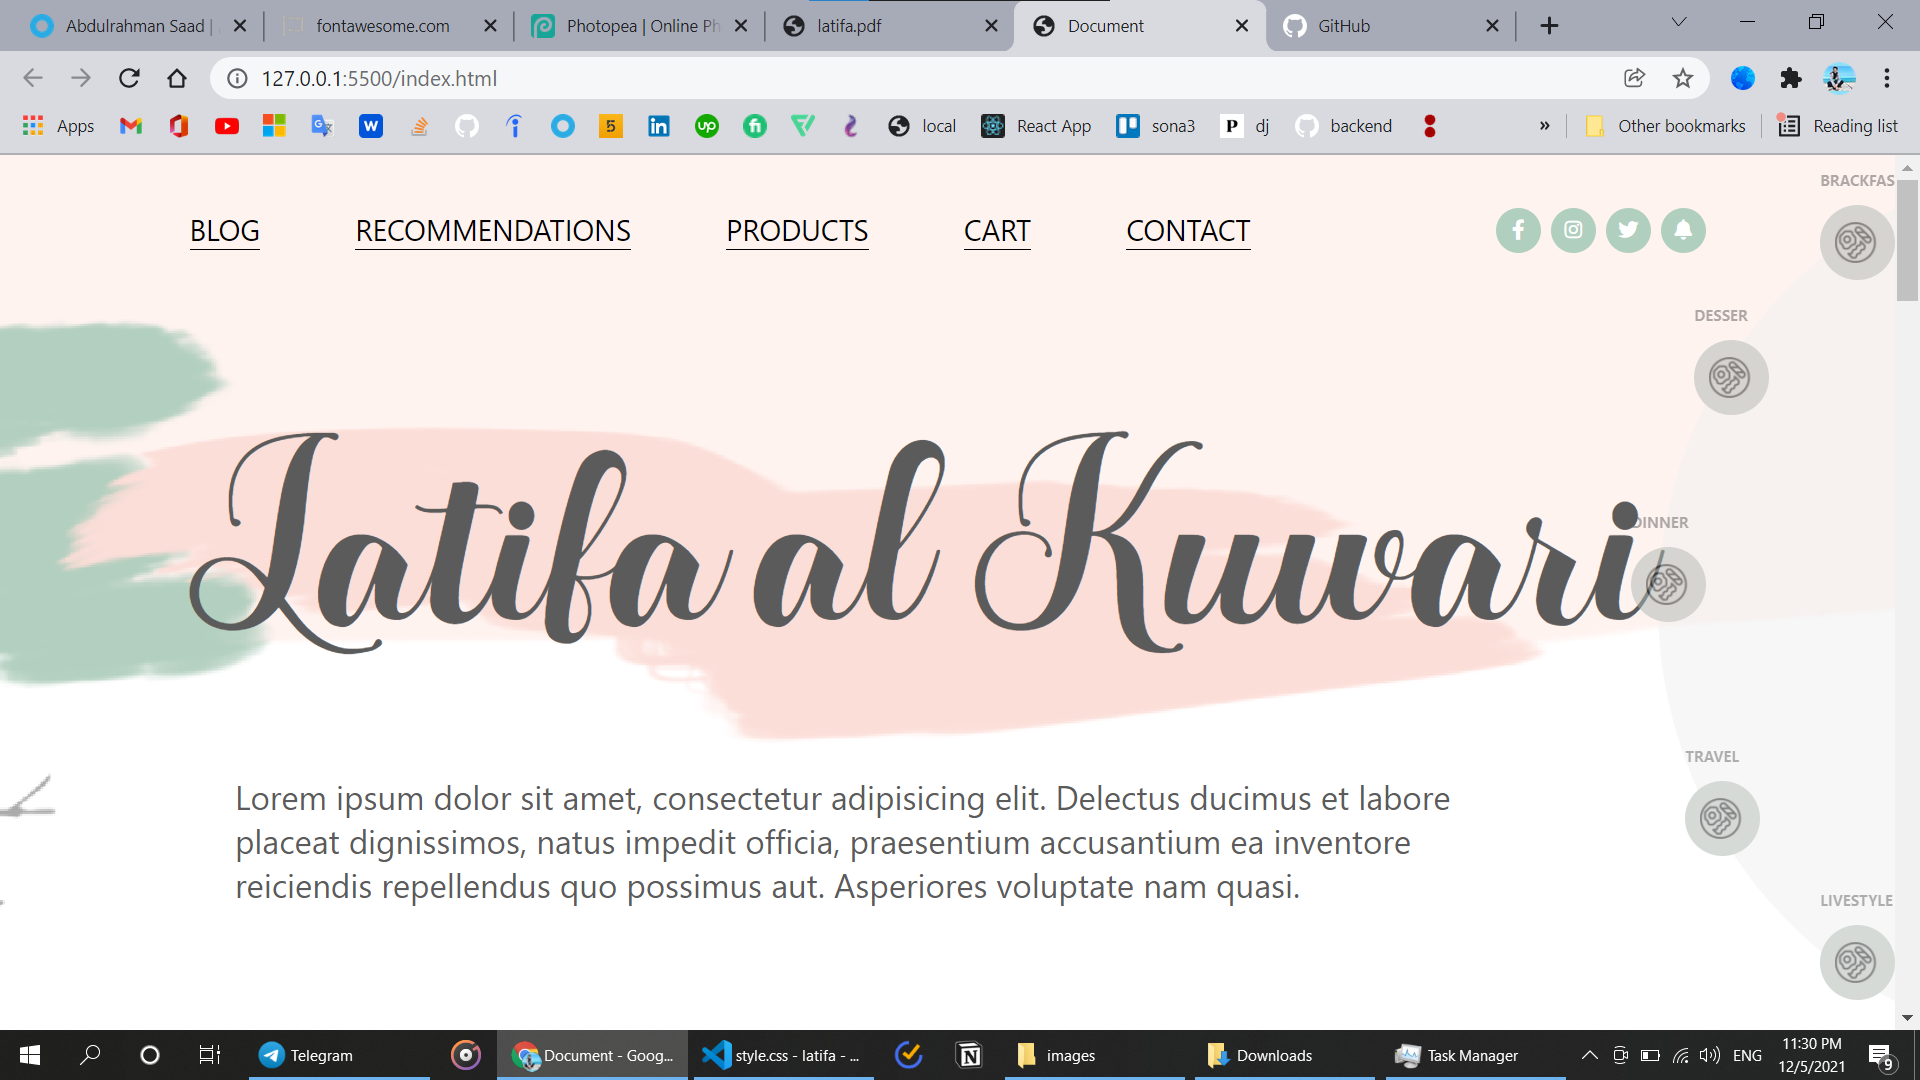 Abdulrahman Saad |
fontawesome.com
Photopea | Online Ph
latifa.pdf
Document
GitHub
127.0.0.1:5500/index.html
Apps
W
5
in
up
fi
local
React App
sona3
P
dj
backend
»
Other bookmarks
Reading list
BLOG
RECOMMENDATIONS
PRODUCTS
CART
CONTACT
BRACKFAS
DESSER
Latifa al Kuwari
DINNER
TRAVEL
Lorem ipsum dolor sit amet, consectetur adipisicing elit. Delectus ducimus et labore
placeat dignissimos, natus impedit officia, praesentium accusantium ea inventore
reiciendis repellendus quo possimus aut. Asperiores voluptate nam quasi.
LIVESTYLE
Telegram
Document - Goog...
style.css - latifa - ...
images
Downloads
Task Manager
ENG
11:30 PM
12/5/2021
9